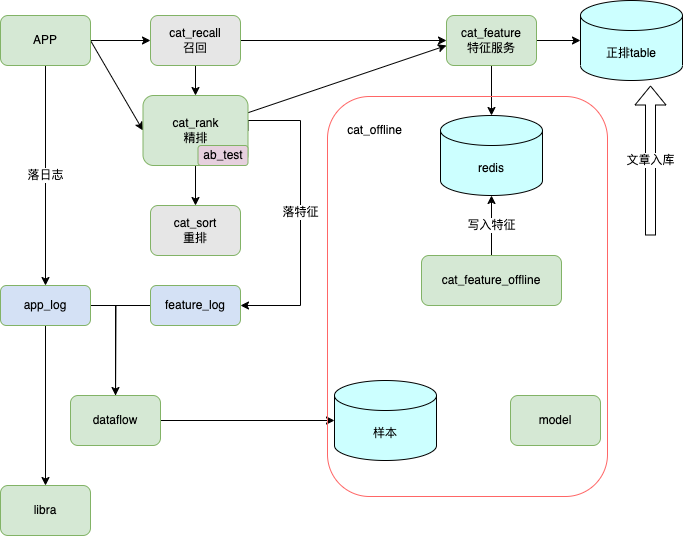 APP
cat_recall
召回
cat_feature
特征服务
正排table
cat_rank
精排
ab_test
cat_offline
redis
文章入库
落日志
cat_sort
重排
落特征
写入特征
cat_feature_offline
app_log
feature_log
dataflow
样本
model
libra